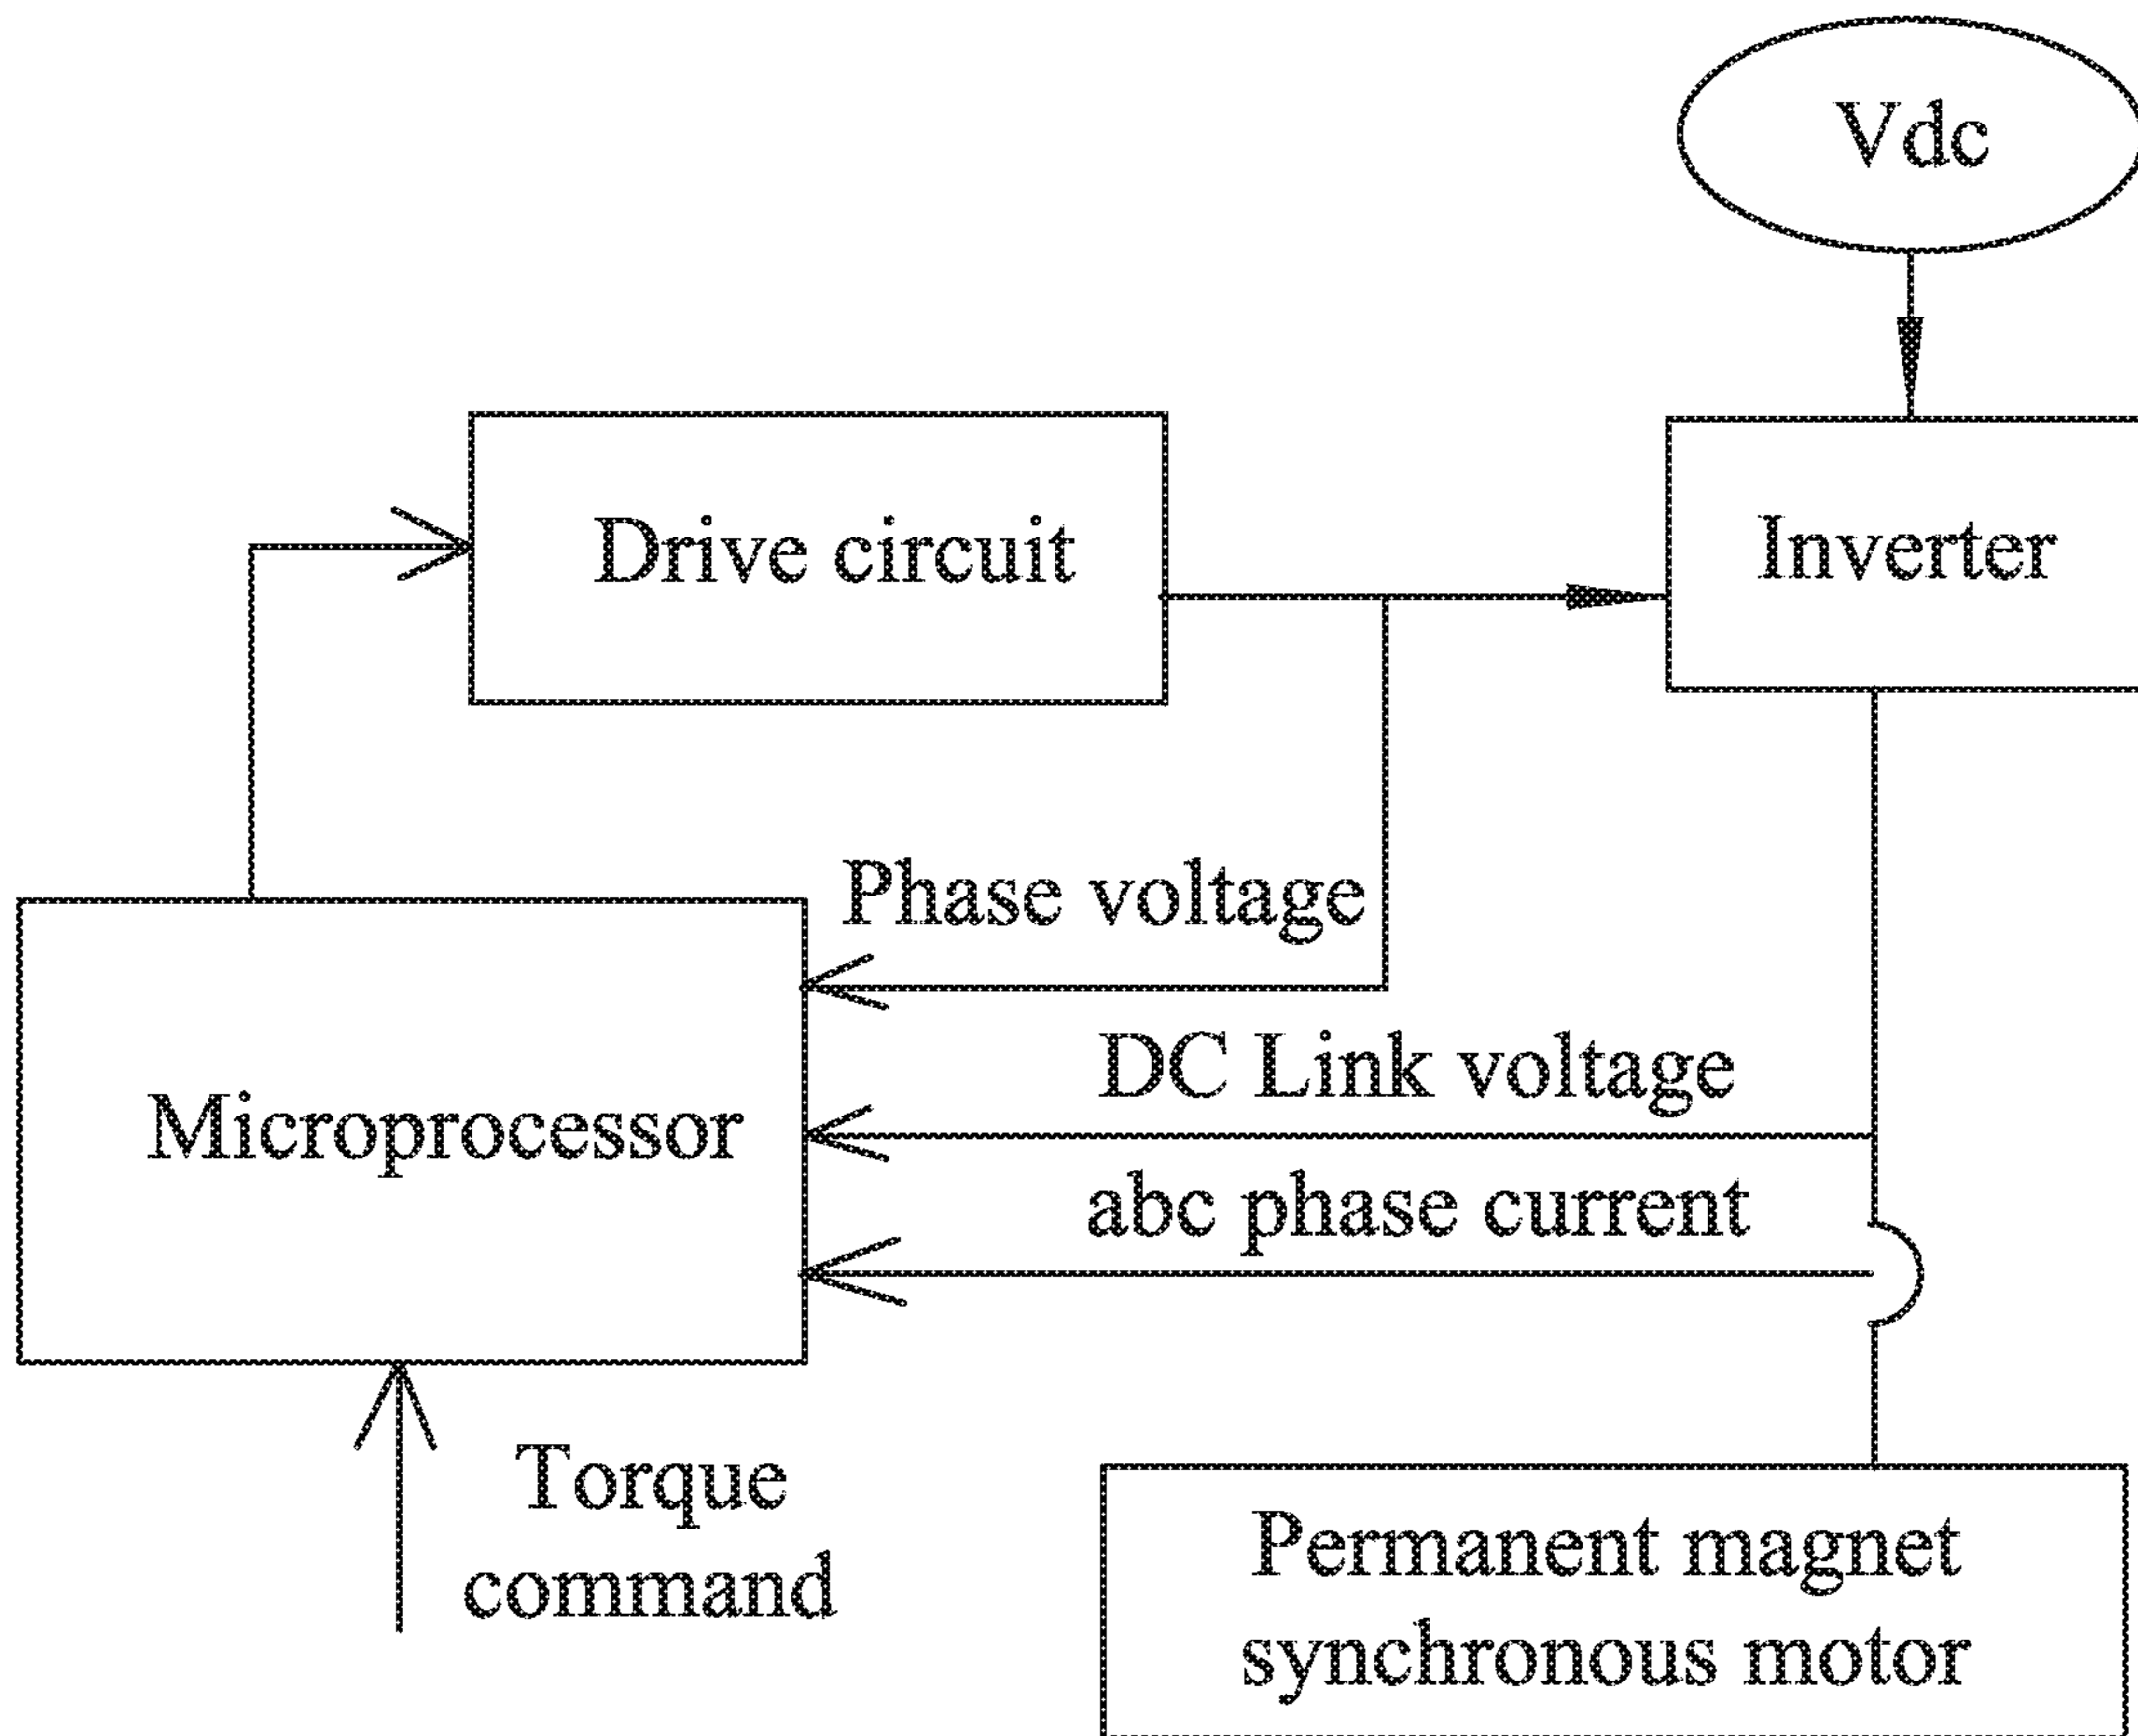 Vdc
Drive circuit
Inverter
Phase voltage
DC Link voltage
Microprocessor
abc phase current
Torque
command
Permanent magnet
synchronous motor